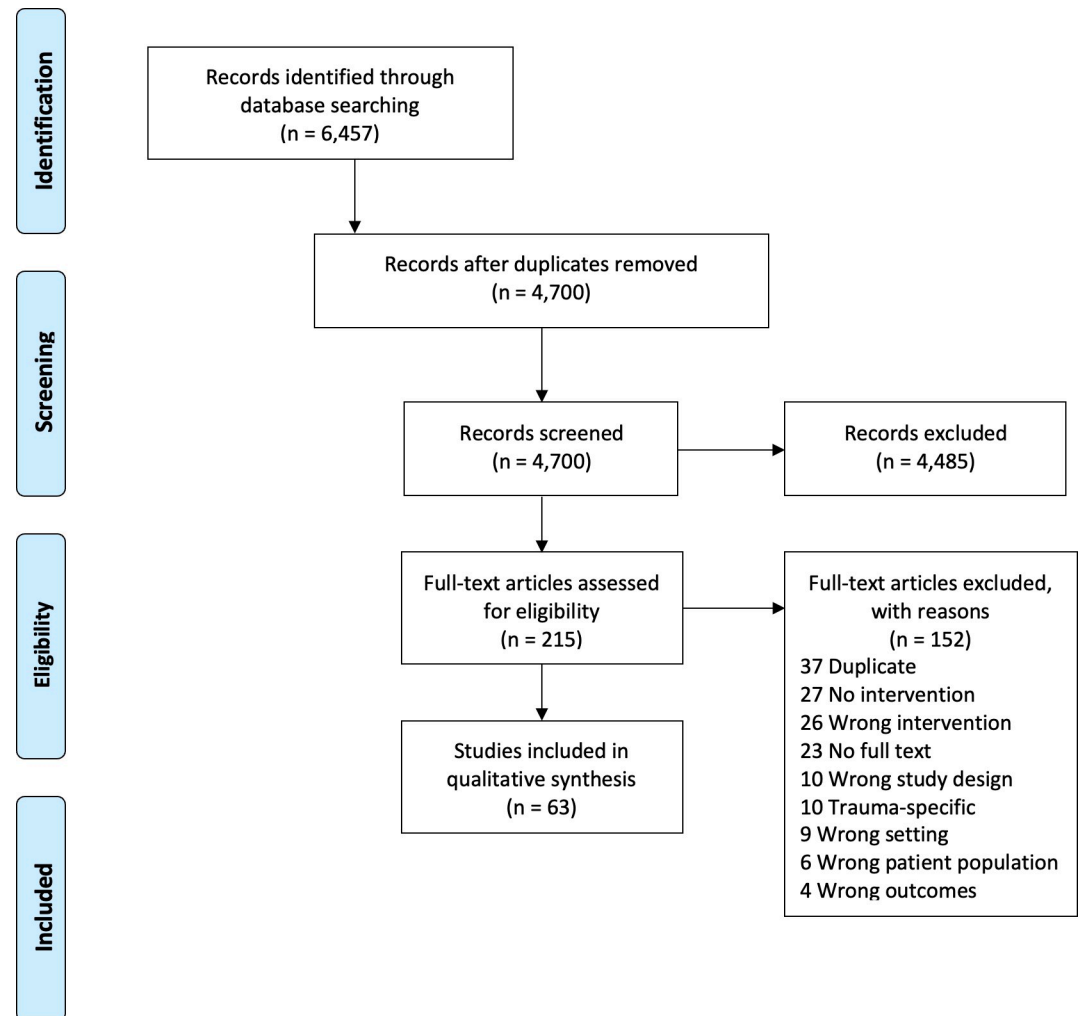 Identification
Records identified through
database searching
(n = 6,457)
Records after duplicates removed
(n = 4,700)
Screening
Records screened
(n = 4,700)
Records excluded
(n = 4,485)
Eligibility
Full-text articles assessed
for eligibility
(n = 215)
Full-text articles excluded,
with reasons
(n = 152)
37 Duplicate
27 No intervention
26 Wrong intervention
23 No full text
10 Wrong study design
10 Trauma-specific
9 Wrong setting
6 Wrong patient population
4 Wrong outcomes
Studies included in
qualitative synthesis
(n = 63)
Included